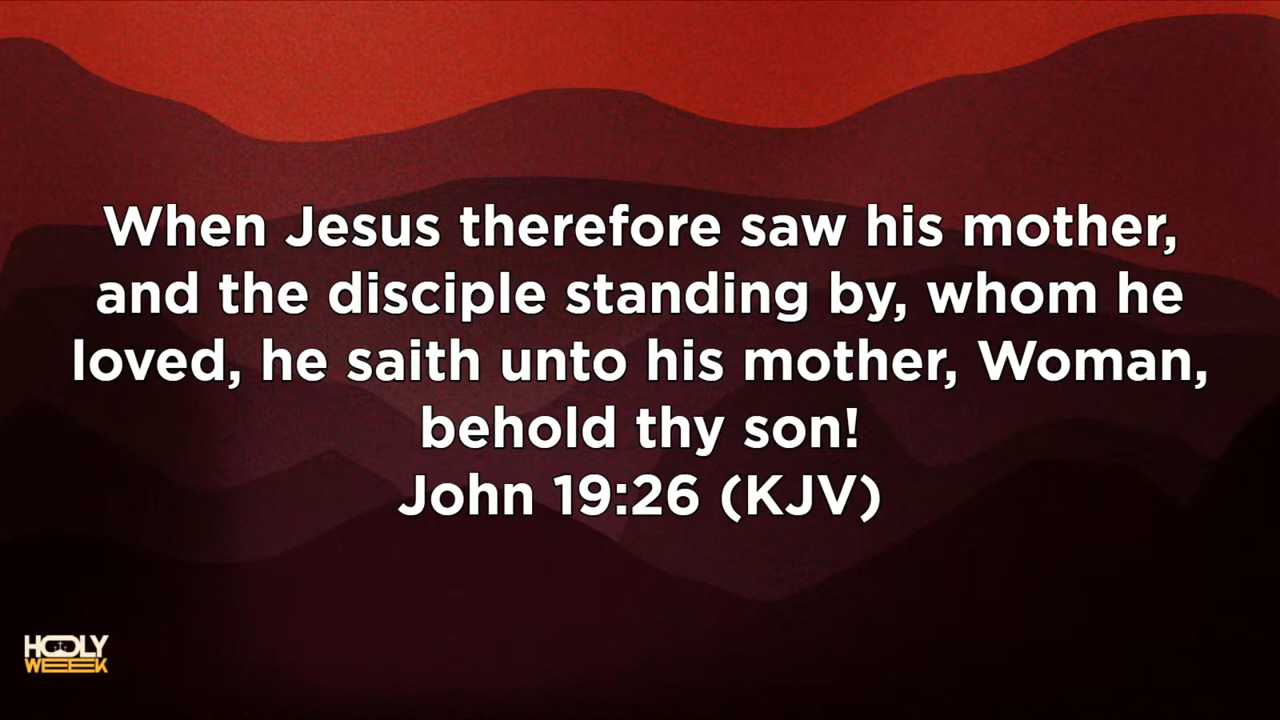 When Jesus therefore saw his mother,
and the disciple standing by, whom he
loved, he saith unto his mother, Woman,
behold thy son!
John 19:26 (KJV)
HOLY
WEEK